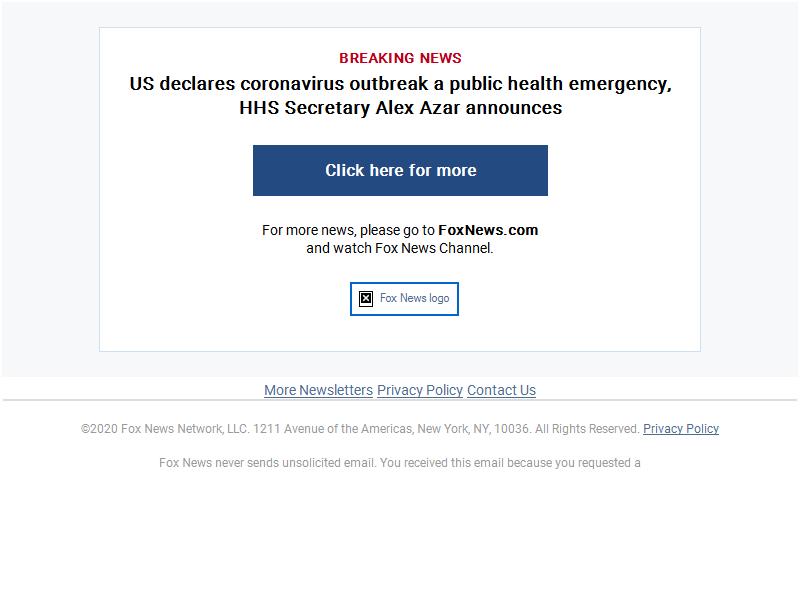 BREAKING NEWS
US declares coronavirus outbreak a public health emergency,
HHS Secretary Alex Azar announces
Click here for more
For more news, please go to FoxNews.com
and watch Fox News Channel.
Fox News logo
More Newsletters Privacy Policy Contact Us
©2020 Fox News Network, LLC. 1211 Avenue of the Americas, New York, NY, 10036. All Rights Reserved. Privacy Policy
Fox News never sends unsolicited email. You received this email because you requested a